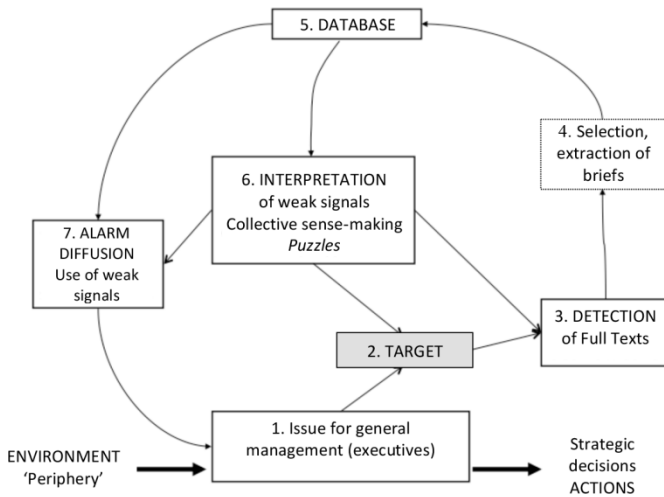 5. DATABASE
4. Selection,
extraction of
briefs
6. INTERPRETATION
of weak signals
Collective sense-making
Puzzles
7. ALARM
DIFFUSION
Use of weak
signals
3. DETECTION
of Full Texts
2. TARGET
1. Issue for general
management (executives)
ENVIRONMENT
‘Periphery’
Strategic
decisions
ACTIONS